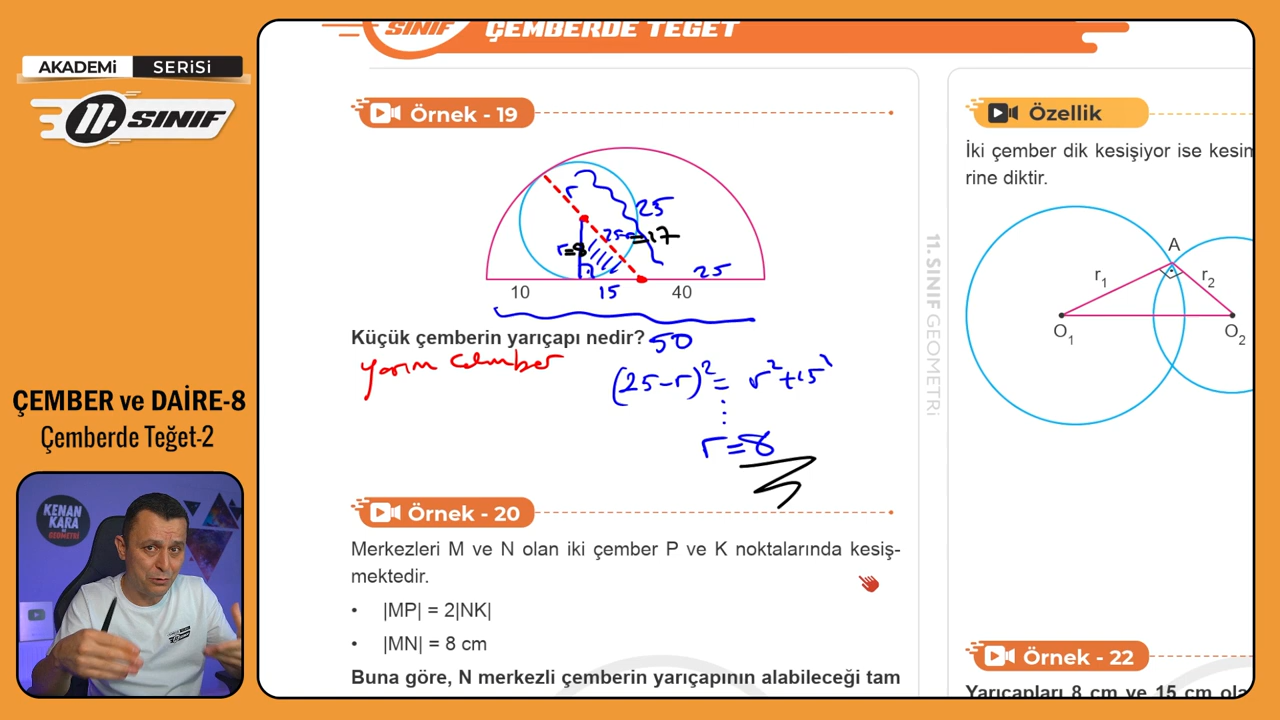 AKADEMİ SERİSİ
11. SINIF
ÇEMBER ve DAİRE-8
Çemberde Teğet-2
KENAN
KARA
GEOMETRİ
SINIF ÇEMBERDE TEĞET
Örnek - 19
r
25
25-r=17
r=8
25
10 15 40
50
Küçük çemberin yarıçapı nedir?
yarım çember
(25-r)² = r²+15²
r=8
Örnek - 20
Merkezleri M ve N olan iki çember P ve K noktalarında kesiş-
mektedir.
• |MP| = 2|NK|
• |MN| = 8 cm
Buna göre, N merkezli çemberin yarıçapının alabileceği tam
11. SINIF GEOMETRİ
Özellik
İki çember dik kesişiyor ise kesim
rine diktir.
A
r1 r2
O1 O2
Örnek - 22
Yarıçapları 8 cm ve 15 cm ola